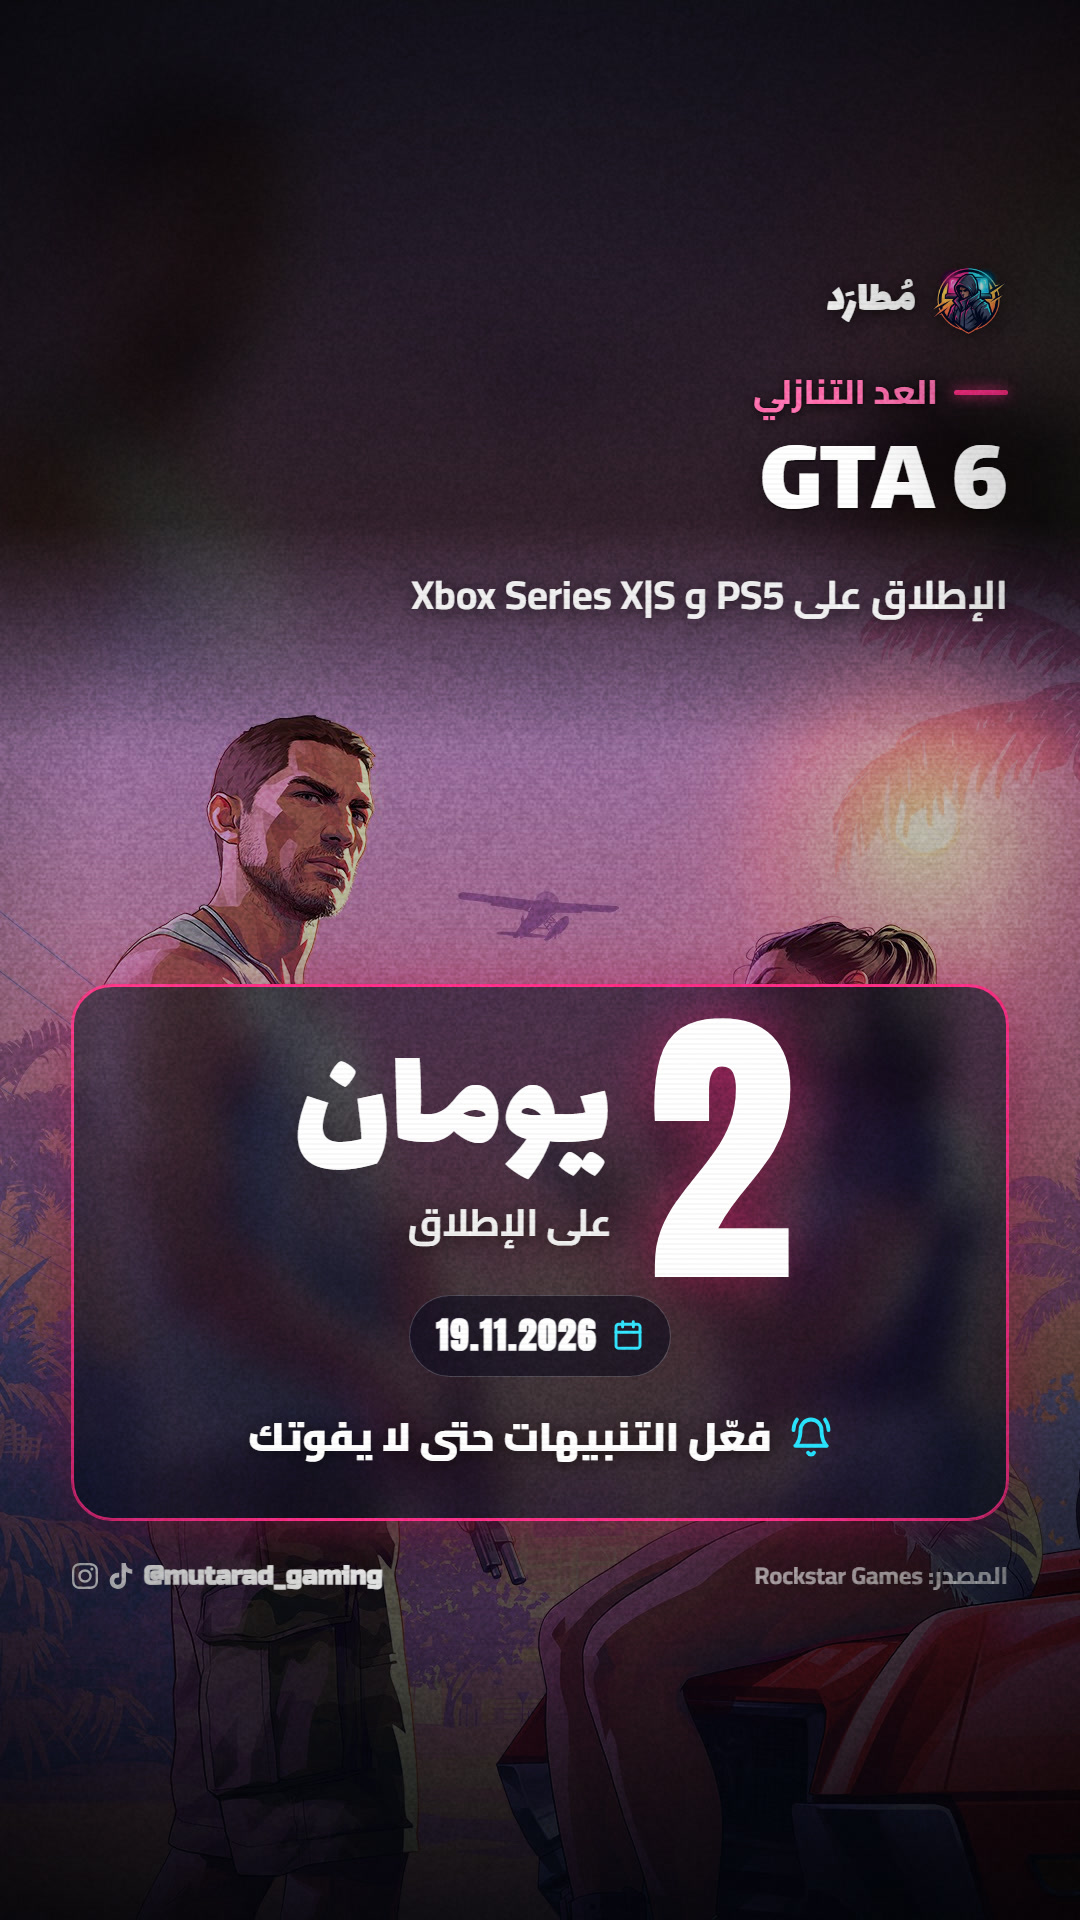 مُطارَد
العد التنازلي
GTA 6
الإطلاق على PS5 و Xbox Series X|S
2 يومان
على الإطلاق
19.11.2026
فعّل التنبيهات حتى لا يفوتك
المصدر: Rockstar Games
@mutarad_gaming